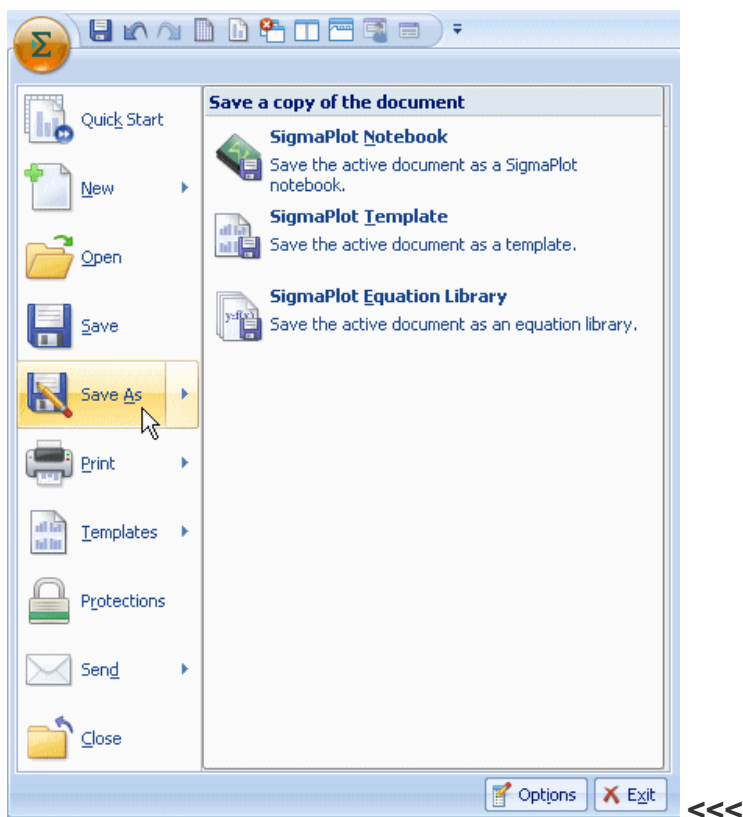 Σ
Quick Start
New
Open
Save
Save As
Print
Templates
Protections
Send
Close
Save a copy of the document
SigmaPlot Notebook
Save the active document as a SigmaPlot
notebook.
SigmaPlot Template
Save the active document as a template.
y=f(x)
SigmaPlot Equation Library
Save the active document as an equation library.
Options
Exit
<<<